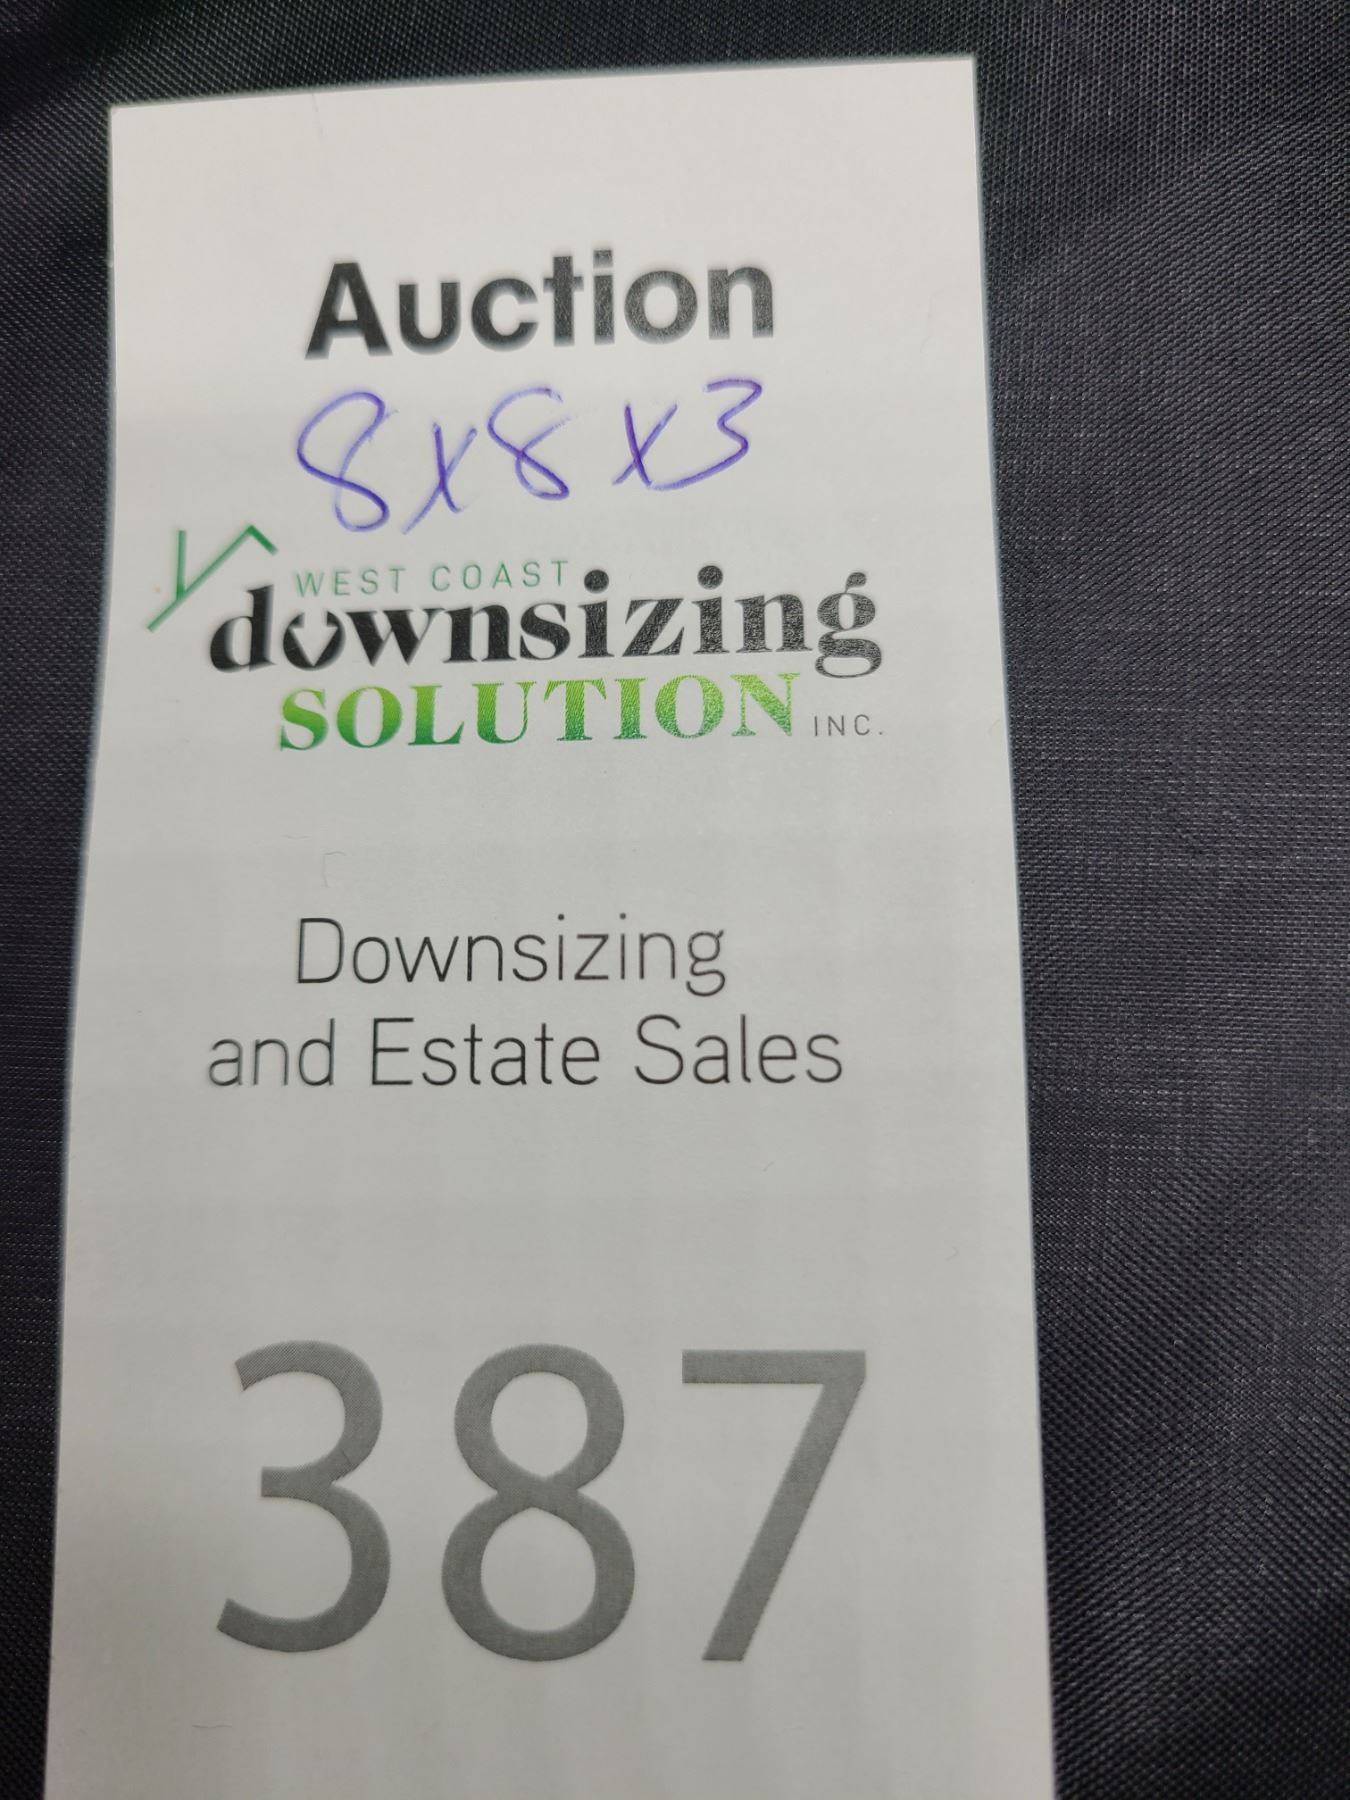 Auction
8x8x3
WEST COAST
downsizing
SOLUTION INC.
Downsizing
and Estate Sales
387